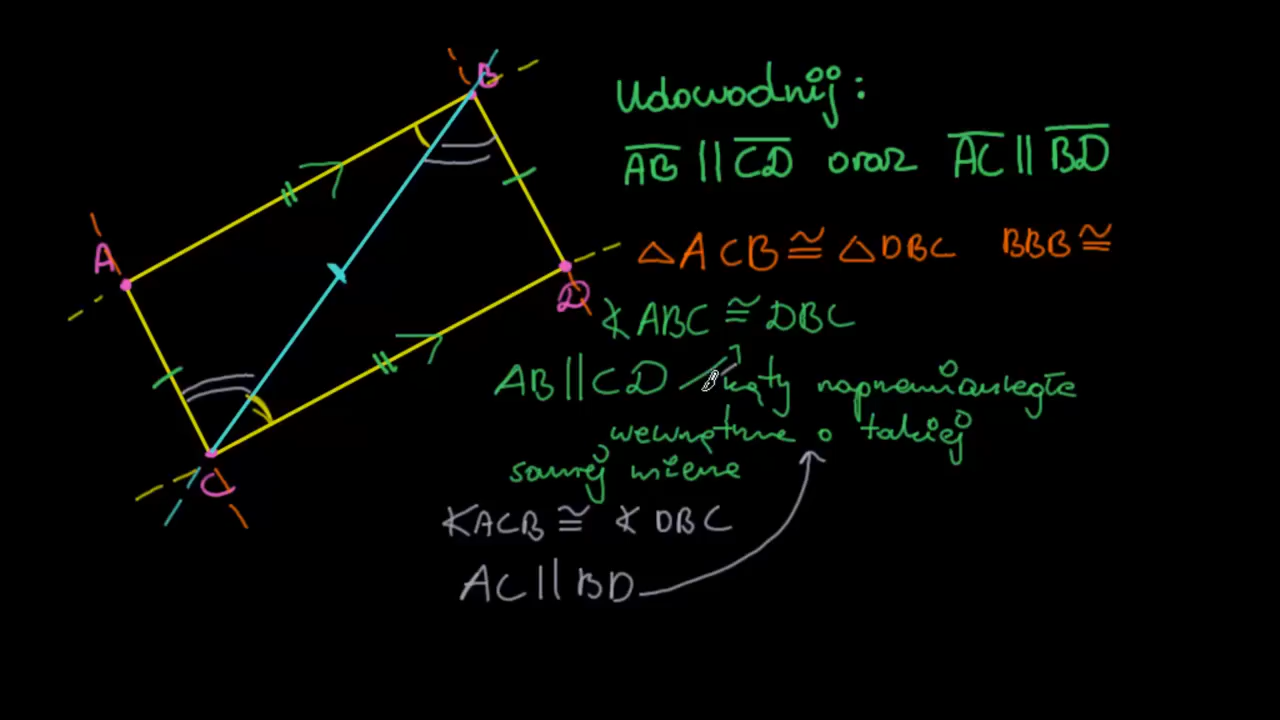 B
A
D
C
Udowodnij:
AB || CD oraz AC || BD
△ACB ≅ △DBC BBB≅
∢ABC ≅ DBC
AB || CD kąty naprzemianległe
wewnętrzne o takiej
samej mierze
∢ACB ≅ ∢DBC
AC || BD